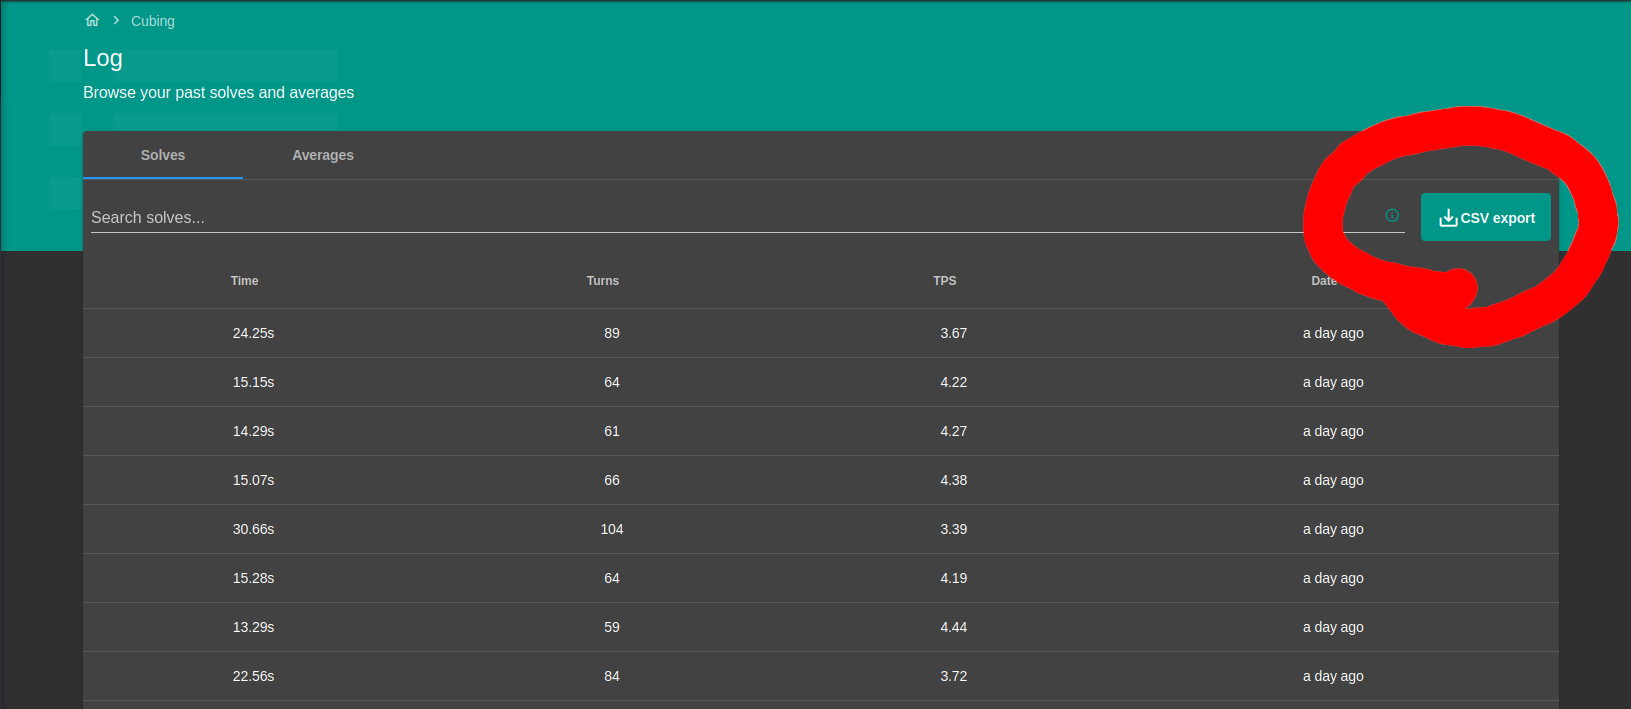 Cubing
Log
Browse your past solves and averages
Solves Averages
Search solves... CSV export
Time Turns TPS Date
24.25s 89 3.67 a day ago
15.15s 64 4.22 a day ago
14.29s 61 4.27 a day ago
15.07s 66 4.38 a day ago
30.66s 104 3.39 a day ago
15.28s 64 4.19 a day ago
13.29s 59 4.44 a day ago
22.56s 84 3.72 a day ago